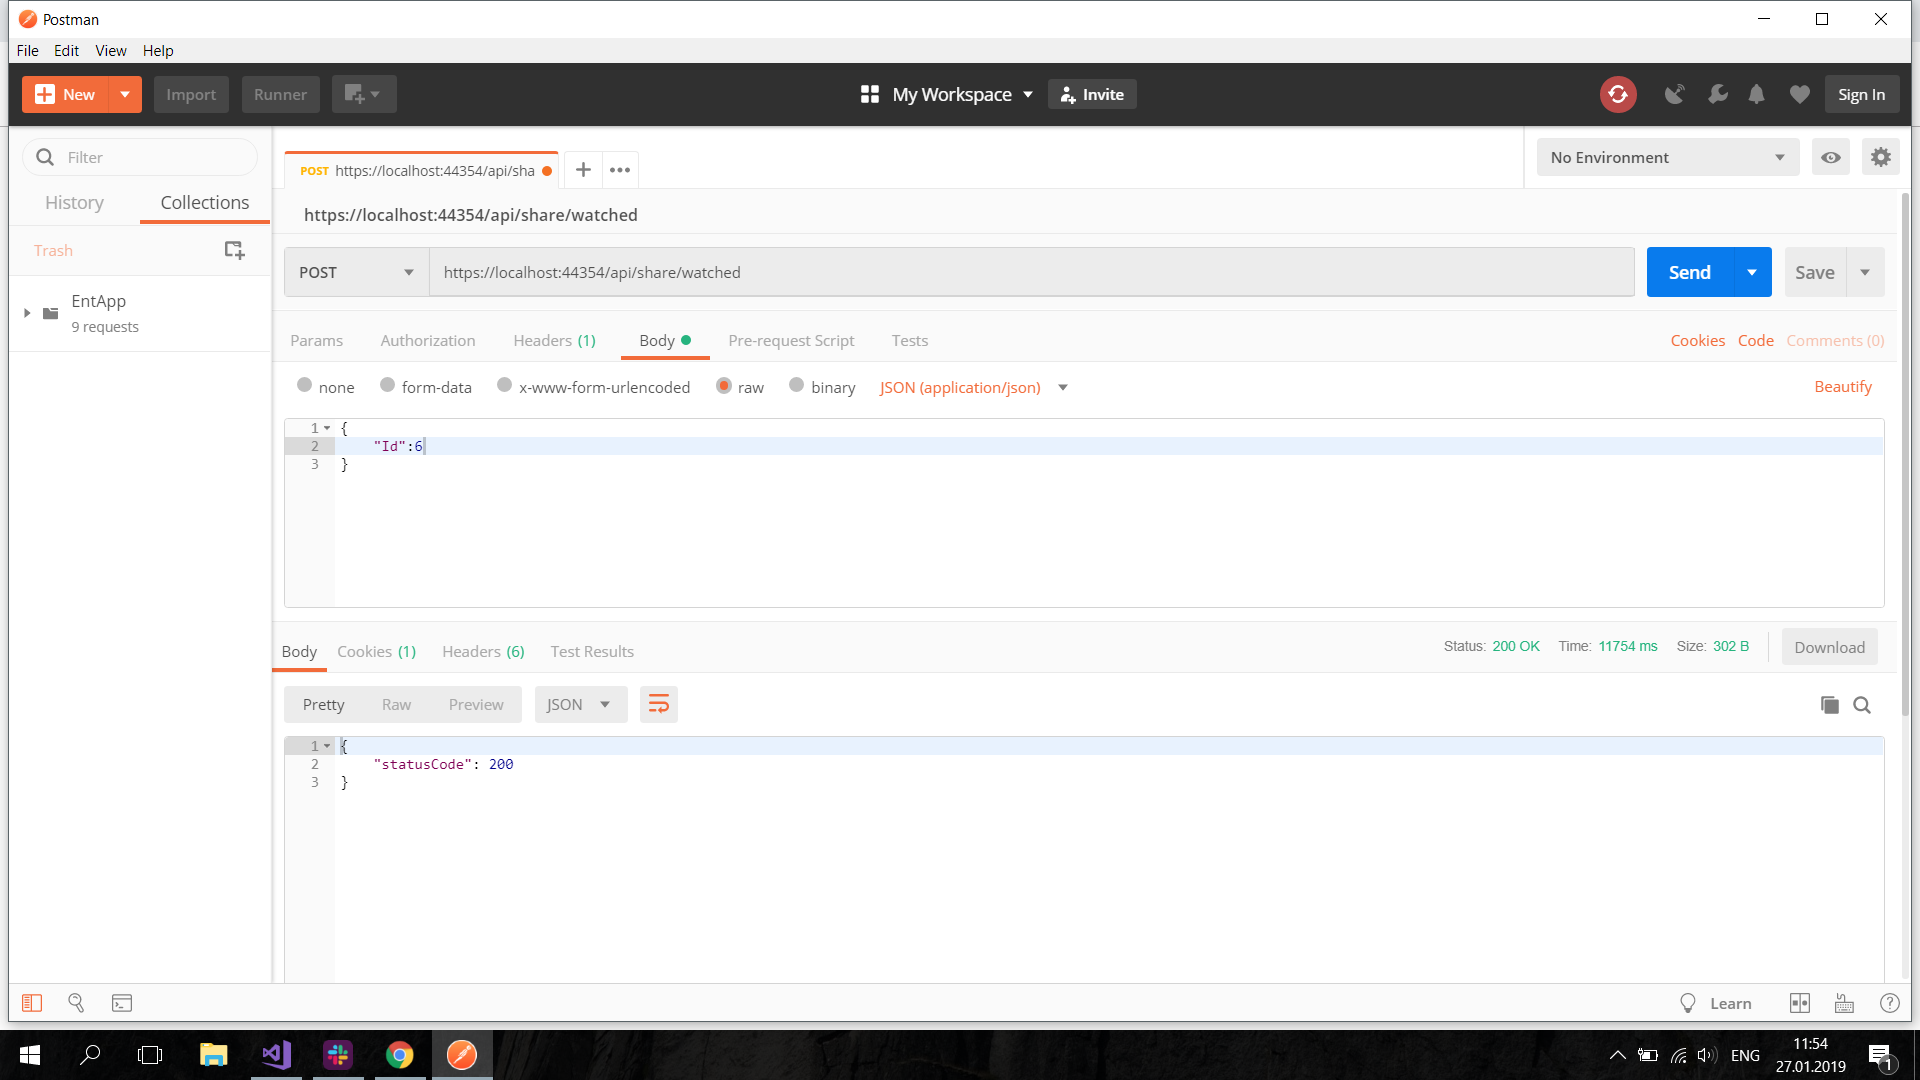 Postman
File Edit View Help
New Import Runner My Workspace Invite Sign In
Filter
History Collections
Trash
EntApp
9 requests
POST https://localhost:44354/api/sha
No Environment
https://localhost:44354/api/share/watched
POST https://localhost:44354/api/share/watched Send Save
Params Authorization Headers (1) Body Pre-request Script Tests Cookies Code Comments (0)
none form-data x-www-form-urlencoded raw binary JSON (application/json) Beautify
1 {
2 "Id":6
3 }
Body Cookies (1) Headers (6) Test Results Status: 200 OK Time: 11754 ms Size: 302 B Download
Pretty Raw Preview JSON
1 {
2 "statusCode": 200
3 }
Learn
ENG
11:54
27.01.2019
1